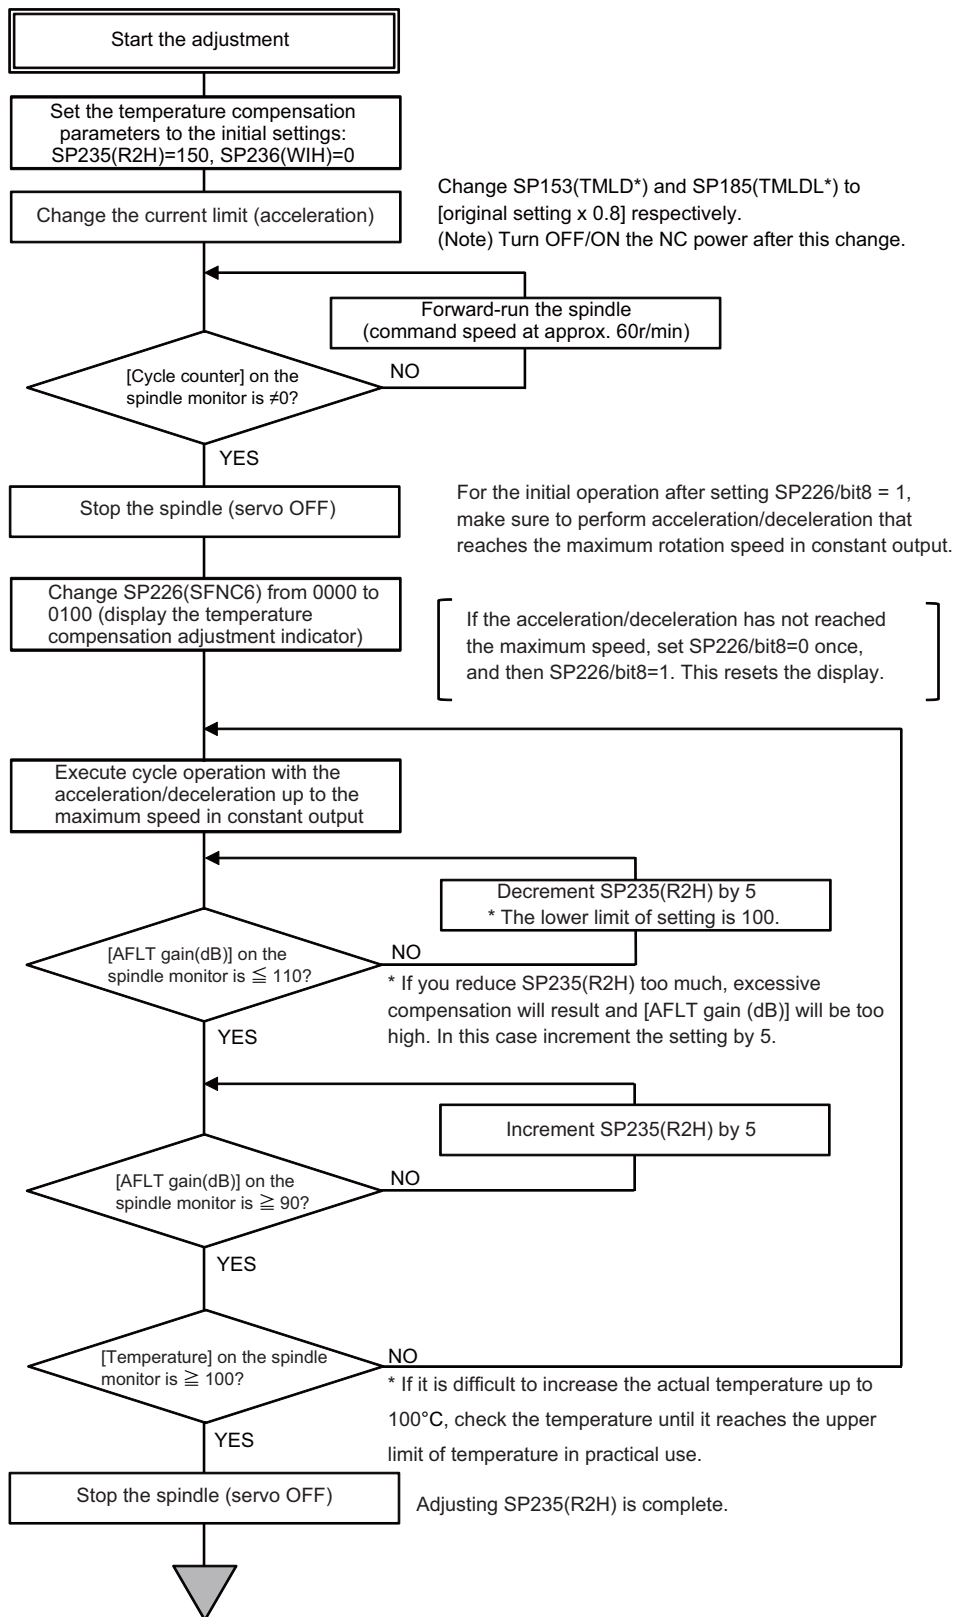 Start the adjustment
Set the temperature compensation
parameters to the initial settings:
SP235(R2H)=150, SP236(WIH)=0
Change the current limit (acceleration)
Change SP153(TMLD*) and SP185(TMLDL*) to
[original setting x 0.8] respectively.
(Note) Turn OFF/ON the NC power after this change.
Forward-run the spindle
(command speed at approx. 60r/min)
[Cycle counter] on the
spindle monitor is ≠0?
NO
YES
Stop the spindle (servo OFF)
For the initial operation after setting SP226/bit8 = 1,
make sure to perform acceleration/deceleration that
reaches the maximum rotation speed in constant output.
Change SP226(SFNC6) from 0000 to
0100 (display the temperature
compensation adjustment indicator)
If the acceleration/deceleration has not reached
the maximum speed, set SP226/bit8=0 once,
and then SP226/bit8=1. This resets the display.
Execute cycle operation with the
acceleration/deceleration up to the
maximum speed in constant output
Decrement SP235(R2H) by 5
* The lower limit of setting is 100.
[AFLT gain(dB)] on the
spindle monitor is ≦ 110?
NO
* If you reduce SP235(R2H) too much, excessive
compensation will result and [AFLT gain (dB)] will be too
high. In this case increment the setting by 5.
YES
Increment SP235(R2H) by 5
[AFLT gain(dB)] on the
spindle monitor is ≧ 90?
NO
YES
[Temperature] on the spindle
monitor is ≧ 100?
NO
* If it is difficult to increase the actual temperature up to
100°C, check the temperature until it reaches the upper
limit of temperature in practical use.
YES
Stop the spindle (servo OFF)
Adjusting SP235(R2H) is complete.